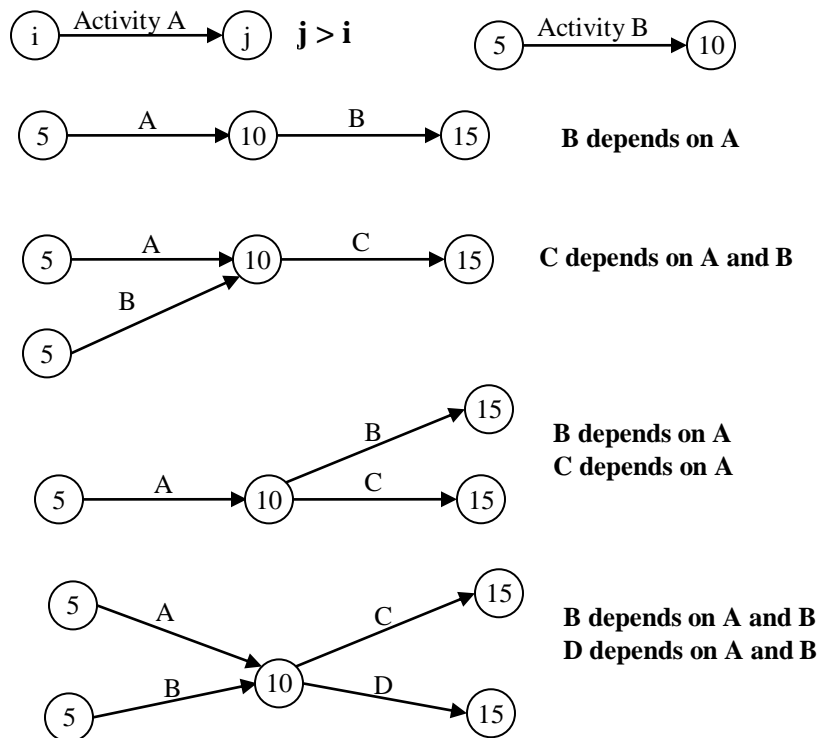 i Activity A j j > i
5 Activity B 10
5 A 10 B 15 B depends on A
5 A 10 C 15 C depends on A and B
B
5
15
B B depends on A
C depends on A
5 A 10 C 15
5 A C 15
B depends on A and B
D depends on A and B
5 B 10 D 15